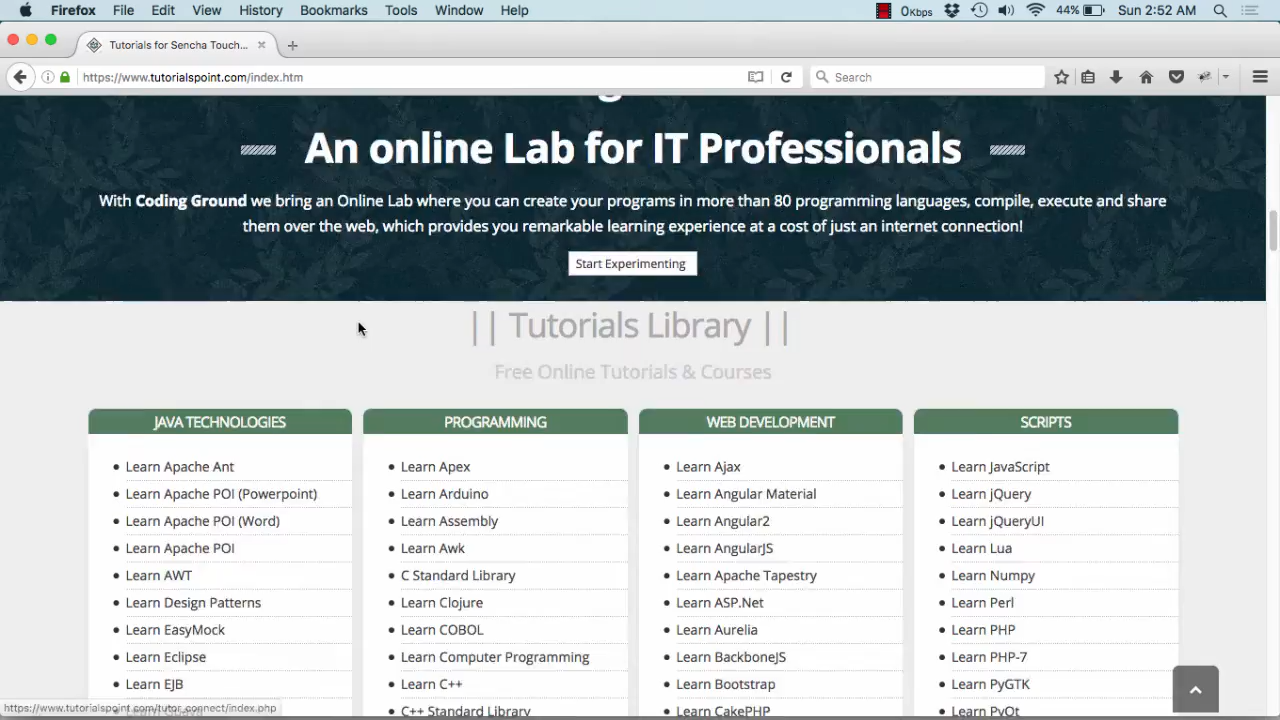 Firefox File Edit View History Bookmarks Tools Window Help 0Kbps 44% Sun 2:52 AM
Tutorials for Sencha Touch...
https://www.tutorialspoint.com/index.htm Search
An online Lab for IT Professionals
With Coding Ground we bring an Online Lab where you can create your programs in more than 80 programming languages, compile, execute and share
them over the web, which provides you remarkable learning experience at a cost of just an internet connection!
Start Experimenting
|| Tutorials Library ||
Free Online Tutorials & Courses
JAVA TECHNOLOGIES
Learn Apache Ant
Learn Apache POI (Powerpoint)
Learn Apache POI (Word)
Learn Apache POI
Learn AWT
Learn Design Patterns
Learn EasyMock
Learn Eclipse
Learn EJB
PROGRAMMING
Learn Apex
Learn Arduino
Learn Assembly
Learn Awk
C Standard Library
Learn Clojure
Learn COBOL
Learn Computer Programming
Learn C++
C++ Standard Library
WEB DEVELOPMENT
Learn Ajax
Learn Angular Material
Learn Angular2
Learn AngularJS
Learn Apache Tapestry
Learn ASP.Net
Learn Aurelia
Learn BackboneJS
Learn Bootstrap
Learn CakePHP
SCRIPTS
Learn JavaScript
Learn jQuery
Learn jQueryUI
Learn Lua
Learn Numpy
Learn Perl
Learn PHP
Learn PHP-7
Learn PyGTK
Learn PyQt
https://www.tutorialspoint.com/tutor_connect/index.php